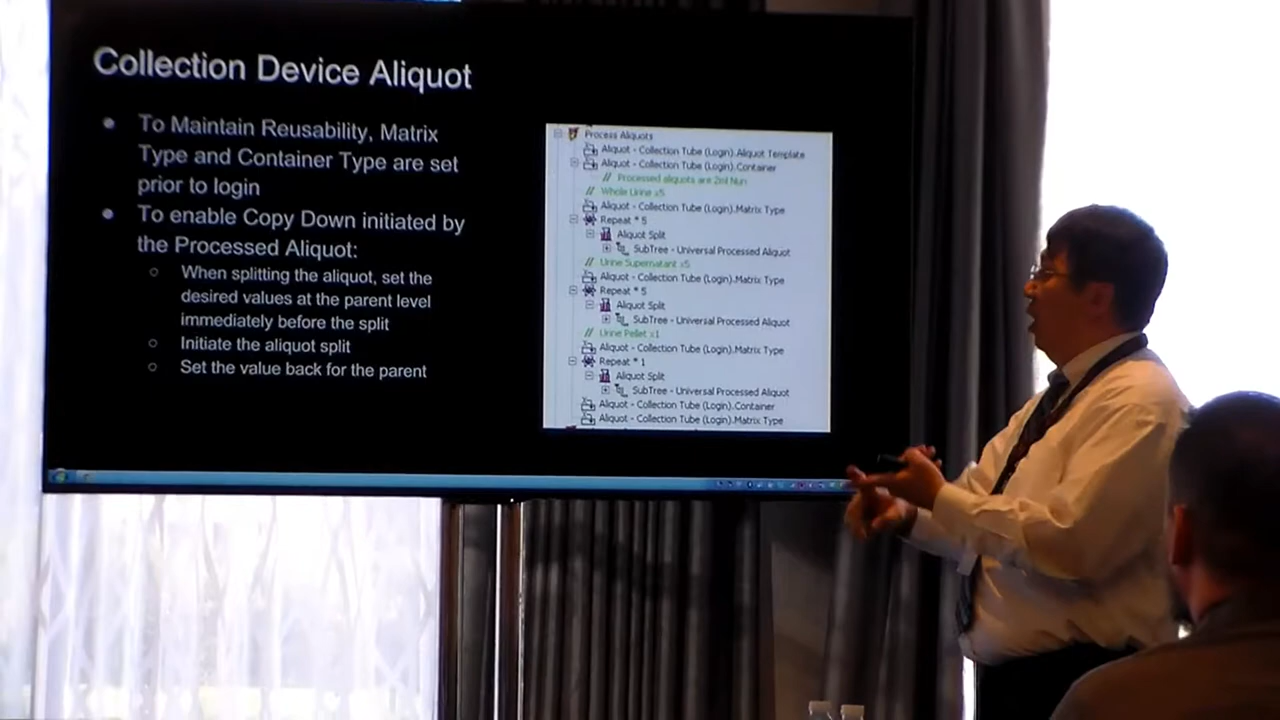 Collection Device Aliquot
● To Maintain Reusability, Matrix
Type and Container Type are set
prior to login
● To enable Copy Down initiated by
the Processed Aliquot:
○ When splitting the aliquot, set the
desired values at the parent level
immediately before the split
○ Initiate the aliquot split
○ Set the value back for the parent
Process Aliquots
Aliquot - Collection Tube (Login).Aliquot Template
Aliquot - Collection Tube (Login).Container
// Processed aliquots are 2ml Nun
// Whole Urine x5
Aliquot - Collection Tube (Login).Matrix Type
Repeat * 5
Aliquot Split
SubTree - Universal Processed Aliquot
// Urine Supernatant x5
Aliquot - Collection Tube (Login).Matrix Type
Repeat * 5
Aliquot Split
SubTree - Universal Processed Aliquot
// Urine Pellet x1
Aliquot - Collection Tube (Login).Matrix Type
Repeat * 1
Aliquot Split
SubTree - Universal Processed Aliquot
Aliquot - Collection Tube (Login).Container
Aliquot - Collection Tube (Login).Matrix Type